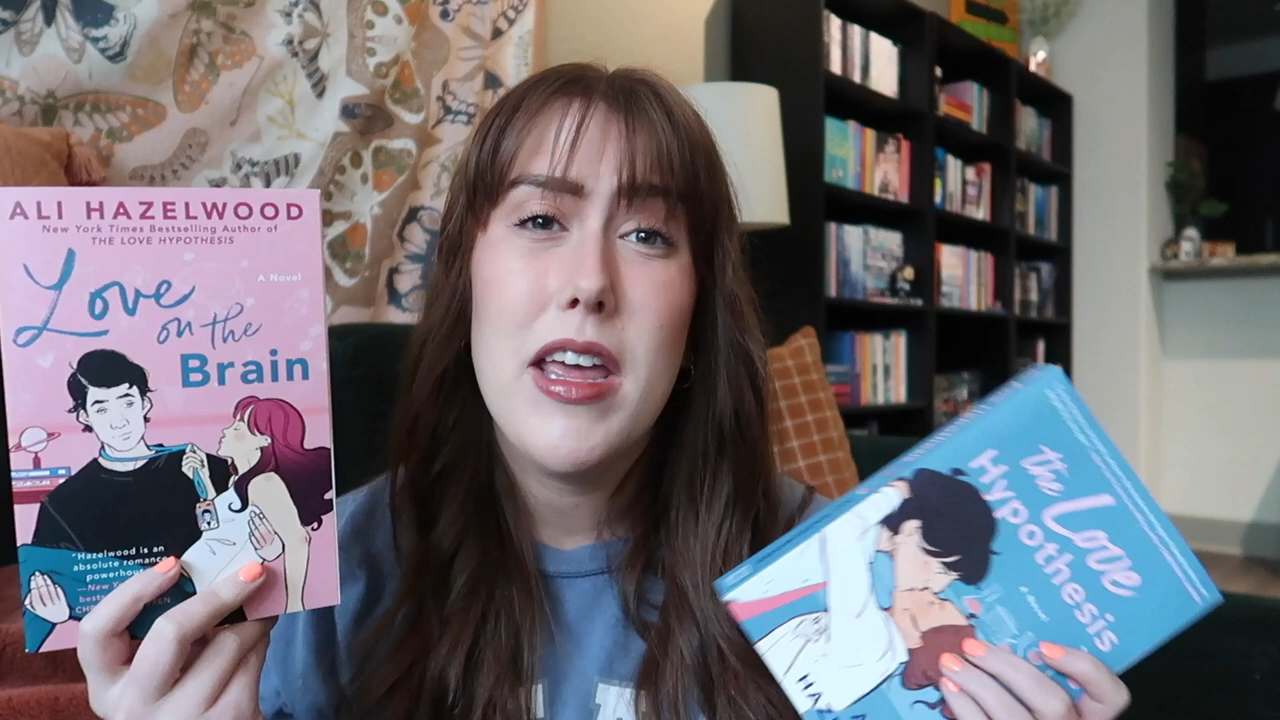 ALI HAZELWOOD
New York Times Bestselling Author of
THE LOVE HYPOTHESIS
A Novel
Love
on the
Brain
"Hazelwood is an
absolute romance
the Love
Hypothesis
a novel